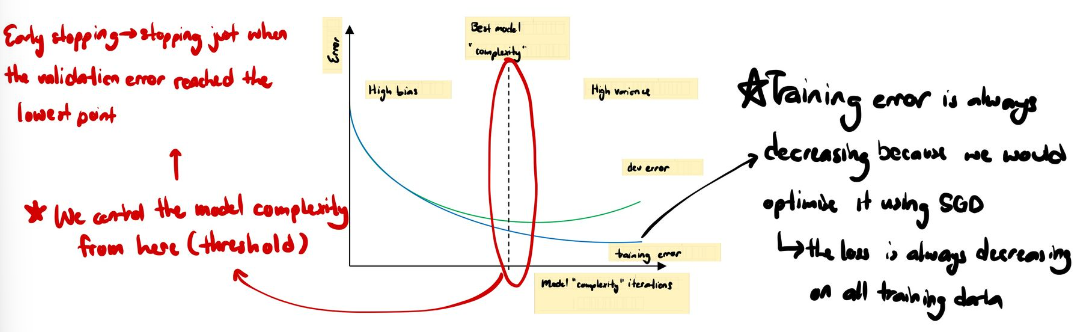 Early stopping → stopping just when
the validation error reached the
lowest point
★ We control the model complexity
from here (threshold)
Error
Best model
"complexity"
High bias
High variance
dev error
training error
Model "complexity" iterations
★ Training error is always
decreasing because we would
optimise it using SGD
↳ the loss is always decreasing
on all training data